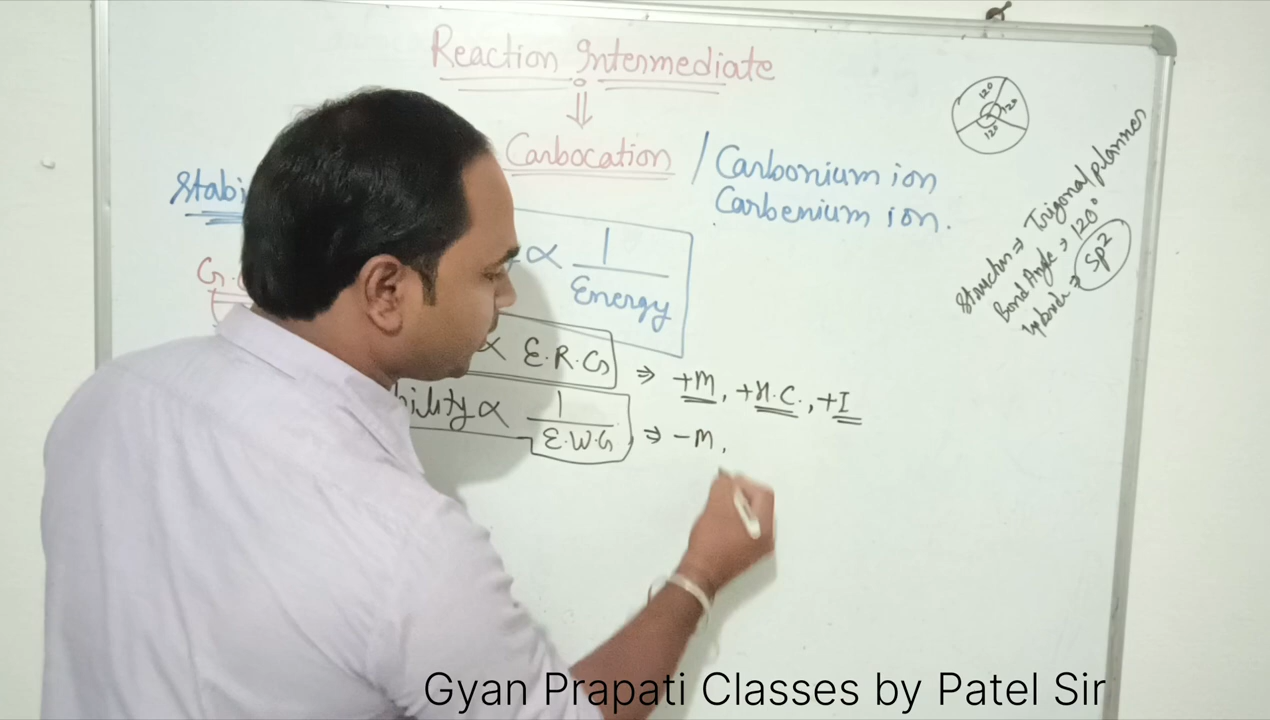 Reaction Intermediate
⇓
Carbocation / Carbonium ion
Carbenium ion.
Stabi
∝ 1/Energy
G.
∝ E.R.G ⇒ +M, +H.C., +I
bility ∝ 1/E.W.G ⇒ -M,
120 120 120
Structure ⇒ Trigonal planner
Bond Angle ⇒ 120°
⇒ Sp²
Gyan Prapati Classes by Patel Sir